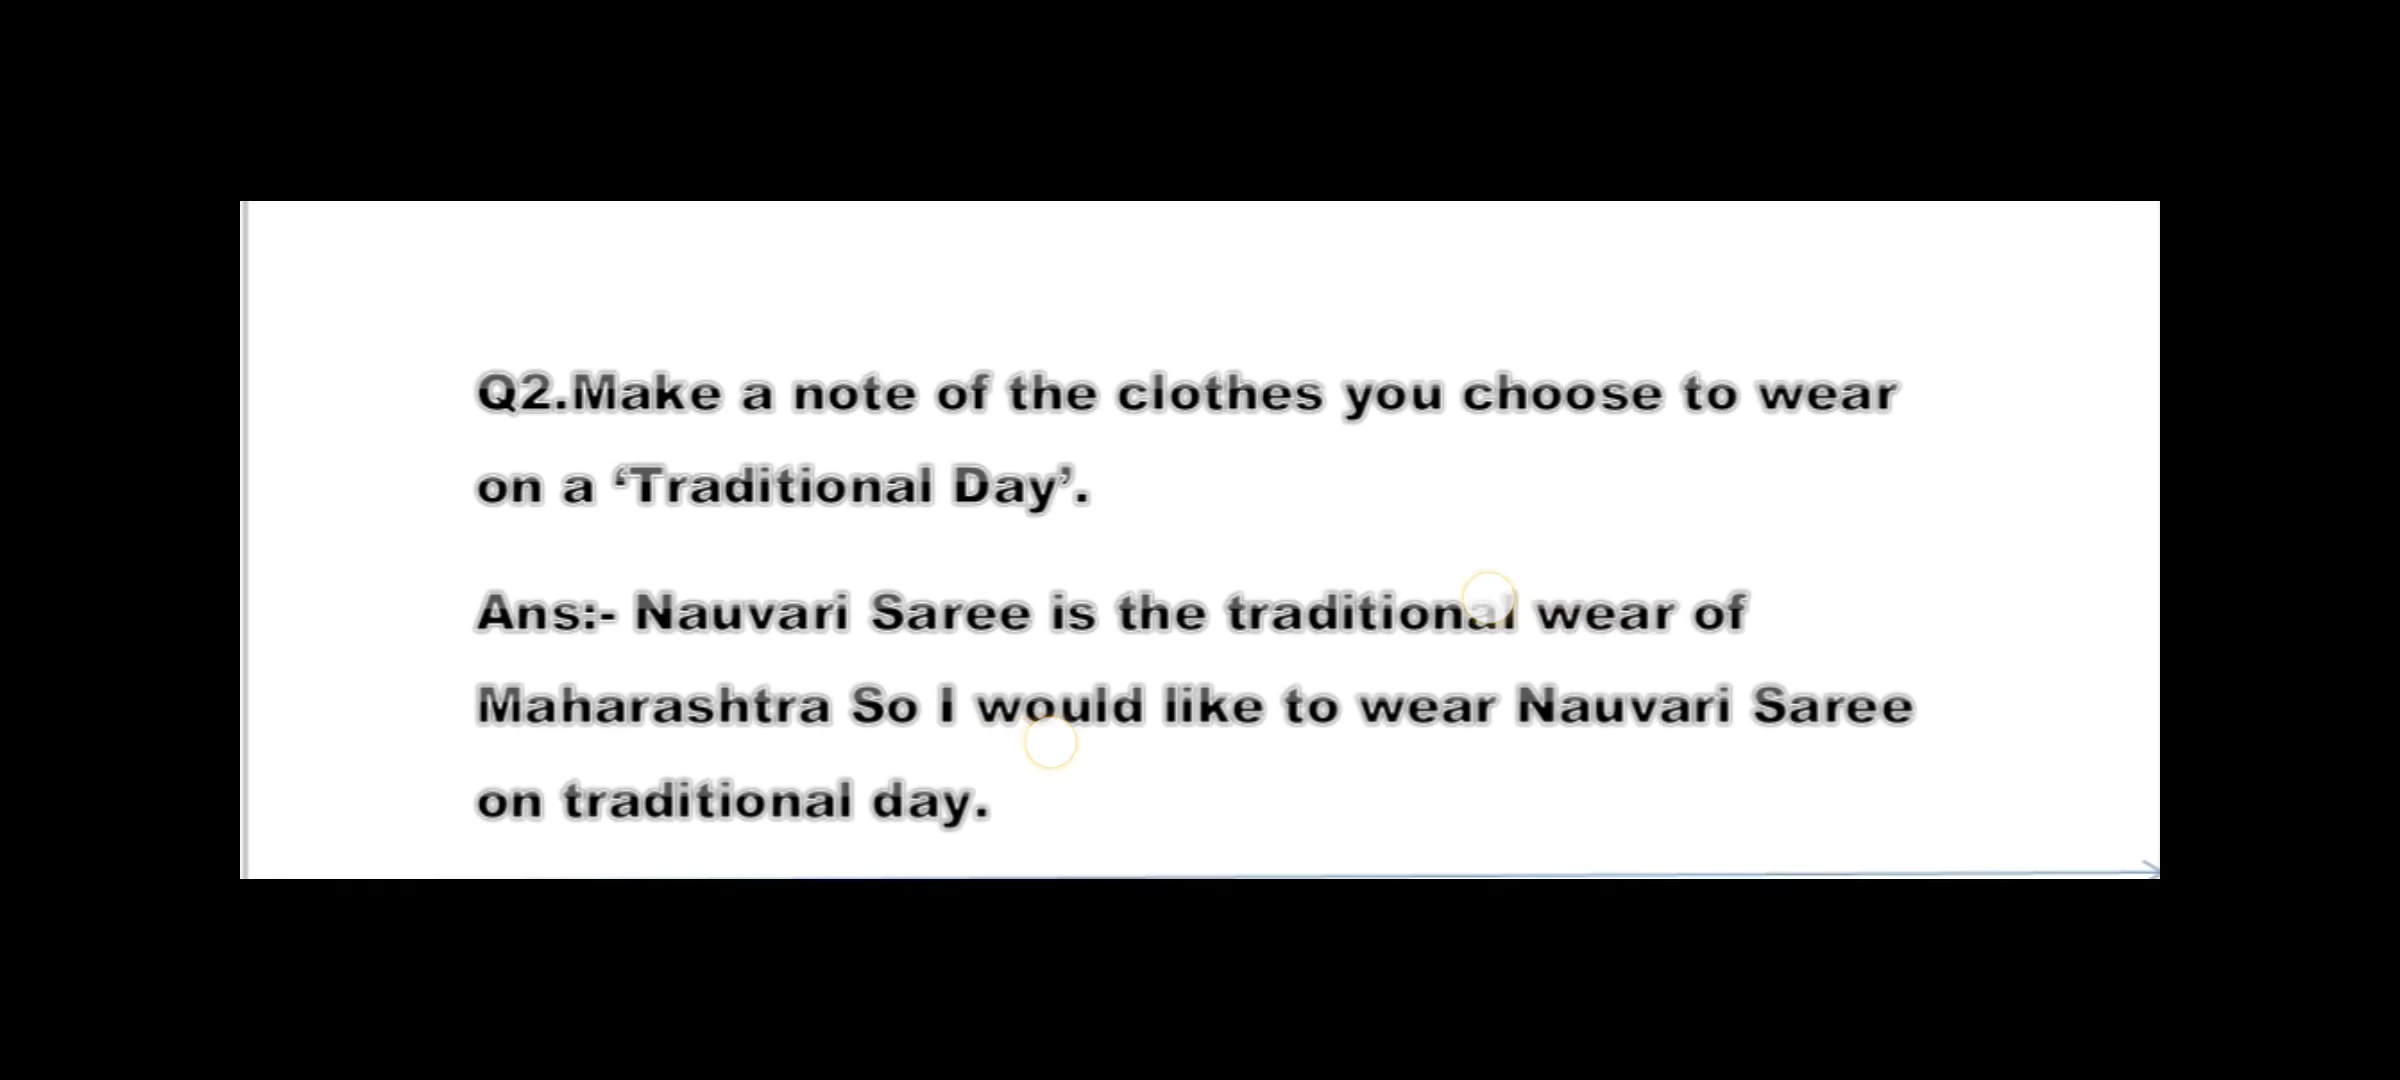 Q2.Make a note of the clothes you choose to wear
on a ‘Traditional Day’.
Ans:- Nauvari Saree is the traditional wear of
Maharashtra So I would like to wear Nauvari Saree
on traditional day.